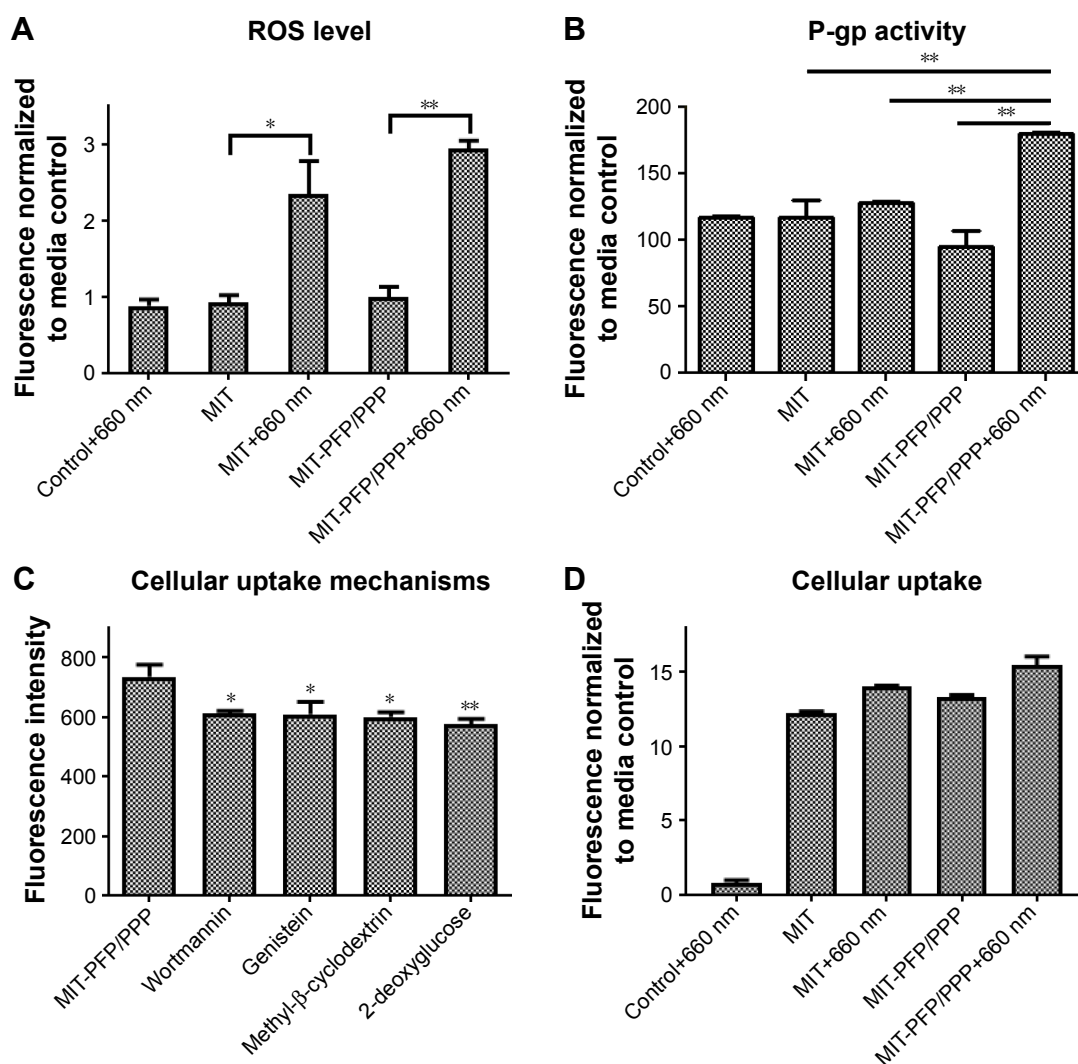 A
ROS level
Fluorescence normalized
to media control
3
2
1
0
*
**
Control+660 nm
MIT
MIT+660 nm
MIT-PFP/PPP
MIT-PFP/PPP+660 nm
B
P-gp activity
Fluorescence normalized
to media control
200
150
100
50
0
**
**
**
Control+660 nm
MIT
MIT+660 nm
MIT-PFP/PPP
MIT-PFP/PPP+660 nm
C
Cellular uptake mechanisms
Fluorescence intensity
800
600
400
200
0
*
*
*
**
MIT-PFP/PPP
Wortmannin
Genistein
Methyl-β-cyclodextrin
2-deoxyglucose
D
Cellular uptake
Fluorescence normalized
to media control
15
10
5
0
Control+660 nm
MIT
MIT+660 nm
MIT-PFP/PPP
MIT-PFP/PPP+660 nm